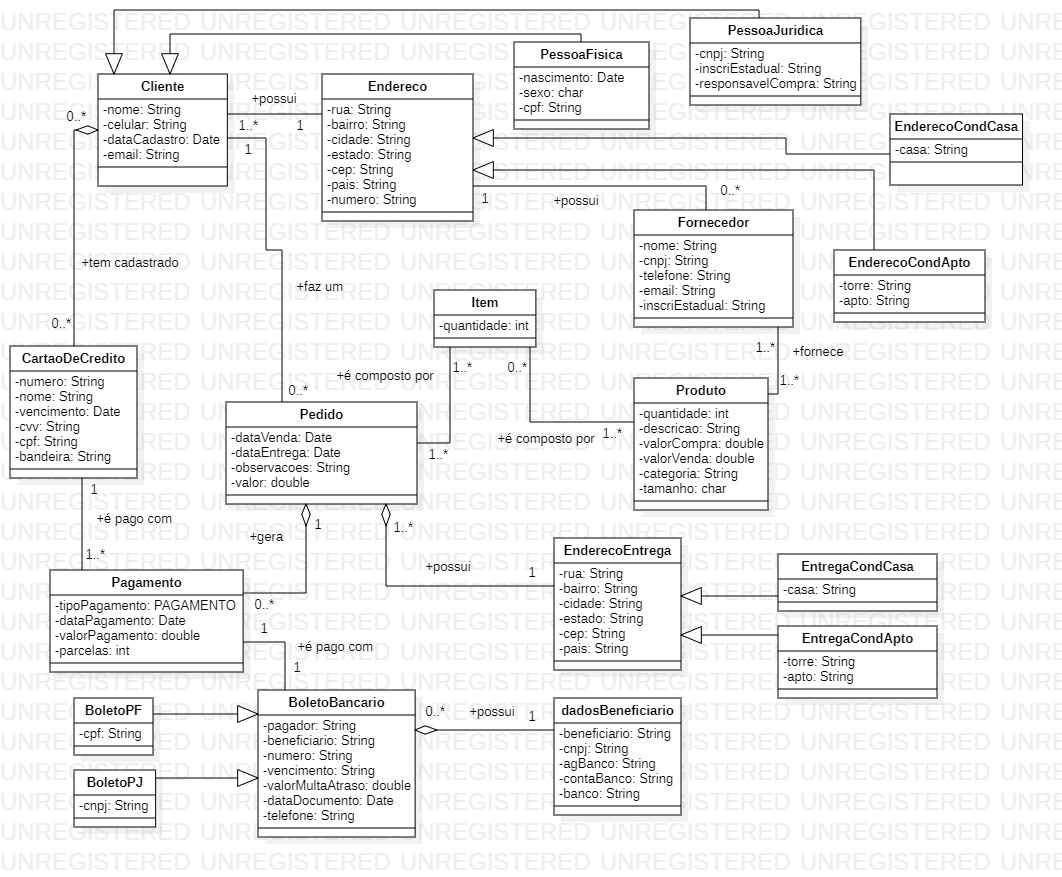 PessoaJuridica
-cnpj: String
-inscriEstadual: String
-responsavelCompra: String
PessoaFisica
-nascimento: Date
-sexo: char
-cpf: String
Cliente
-nome: String
-celular: String
-dataCadastro: Date
-email: String
+possui
1..*
1
Endereco
-rua: String
-bairro: String
-cidade: String
-estado: String
-cep: String
-pais: String
-numero: String
EnderecoCondCasa
-casa: String
0..*
1
1
+possui
0..*
Fornecedor
-nome: String
-cnpj: String
-telefone: String
-email: String
-inscriEstadual: String
EnderecoCondApto
-torre: String
-apto: String
+tem cadastrado
0..*
+faz um
0..*
Item
-quantidade: int
+é composto por
1..*
0..*
1..*
+é composto por
1..*
1..*
+fornece
1..*
CartaoDeCredito
-numero: String
-nome: String
-vencimento: Date
-cvv: String
-cpf: String
-bandeira: String
Pedido
-dataVenda: Date
-dataEntrega: Date
-observacoes: String
-valor: double
Produto
-quantidade: int
-descricao: String
-valorCompra: double
-valorVenda: double
-categoria: String
-tamanho: char
1
+é pago com
1..*
+gera
1
0..*
1..*
+possui
1
EnderecoEntrega
-rua: String
-bairro: String
-cidade: String
-estado: String
-cep: String
-pais: String
EntregaCondCasa
-casa: String
EntregaCondApto
-torre: String
-apto: String
Pagamento
-tipoPagamento: PAGAMENTO
-dataPagamento: Date
-valorPagamento: double
-parcelas: int
1
+é pago com
1
BoletoPF
-cpf: String
BoletoPJ
-cnpj: String
BoletoBancario
-pagador: String
-beneficiario: String
-numero: String
-vencimento: String
-valorMultaAtraso: double
-dataDocumento: Date
-telefone: String
0..*
+possui
1
dadosBeneficiario
-beneficiario: String
-cnpj: String
-agBanco: String
-contaBanco: String
-banco: String
UNREGISTERED